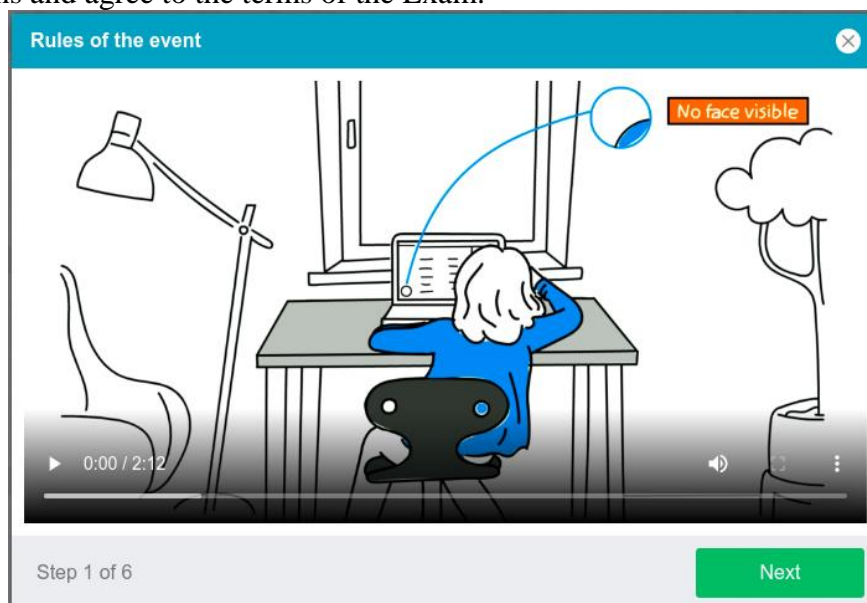 ns and agree to the terms of the Exam.
Rules of the event
No face visible
0:00 / 2:12
Step 1 of 6
Next